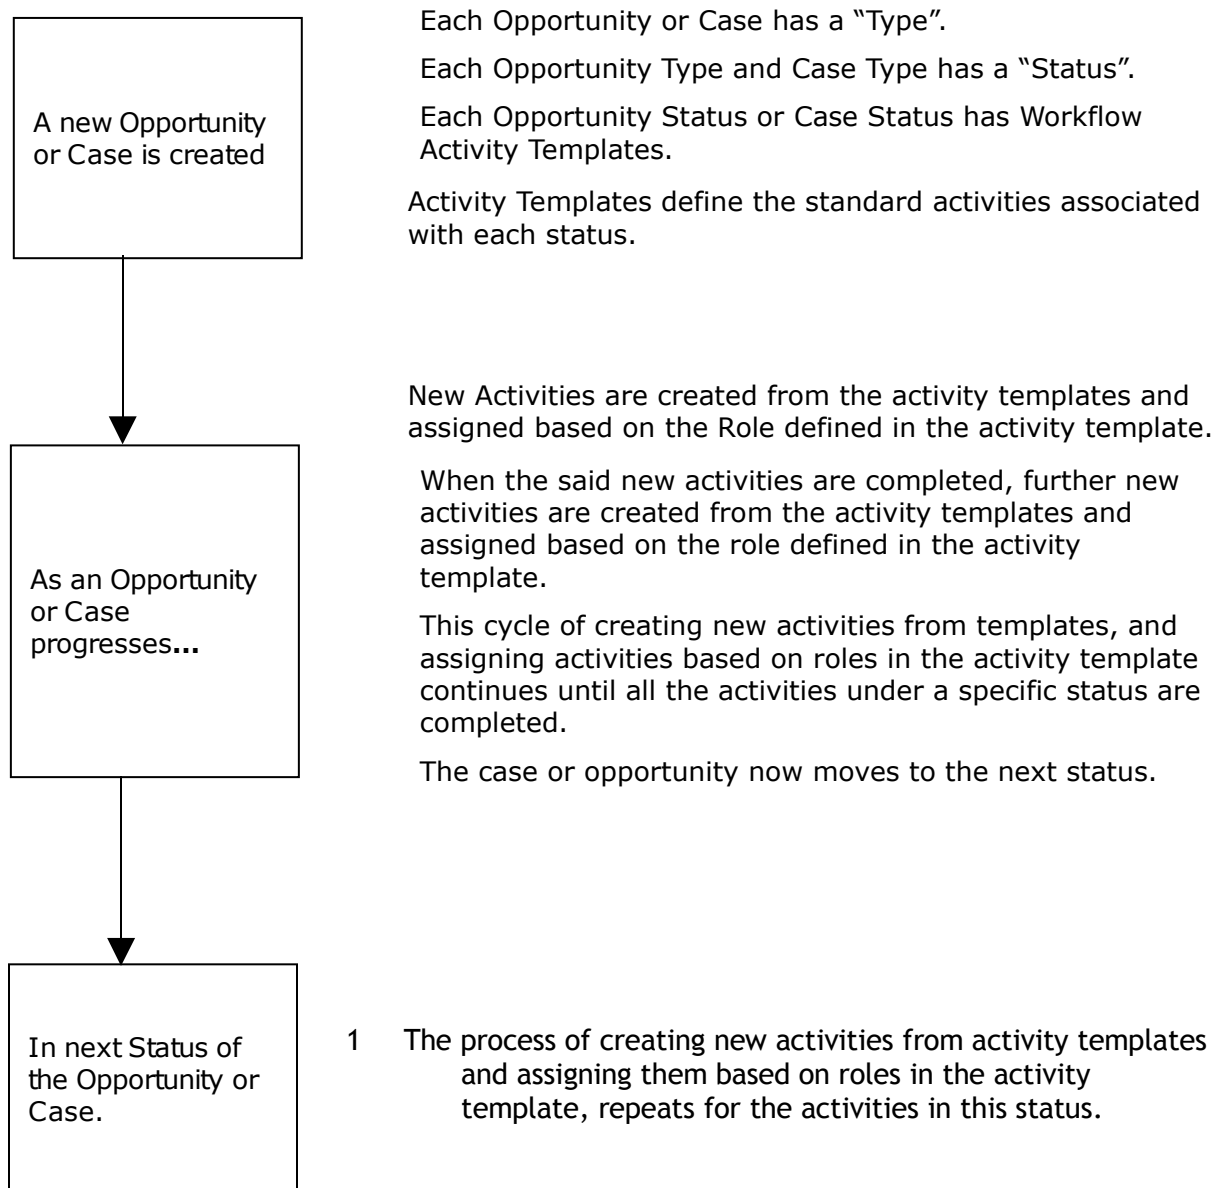 A new Opportunity
or Case is created
Each Opportunity or Case has a “Type”.
Each Opportunity Type and Case Type has a “Status”.
Each Opportunity Status or Case Status has Workflow
Activity Templates.
Activity Templates define the standard activities associated
with each status.
As an Opportunity
or Case
progresses...
New Activities are created from the activity templates and
assigned based on the Role defined in the activity template.
When the said new activities are completed, further new
activities are created from the activity templates and
assigned based on the role defined in the activity
template.
This cycle of creating new activities from templates, and
assigning activities based on roles in the activity template
continues until all the activities under a specific status are
completed.
The case or opportunity now moves to the next status.
In next Status of
the Opportunity or
Case.
1 The process of creating new activities from activity templates
and assigning them based on roles in the activity
template, repeats for the activities in this status.